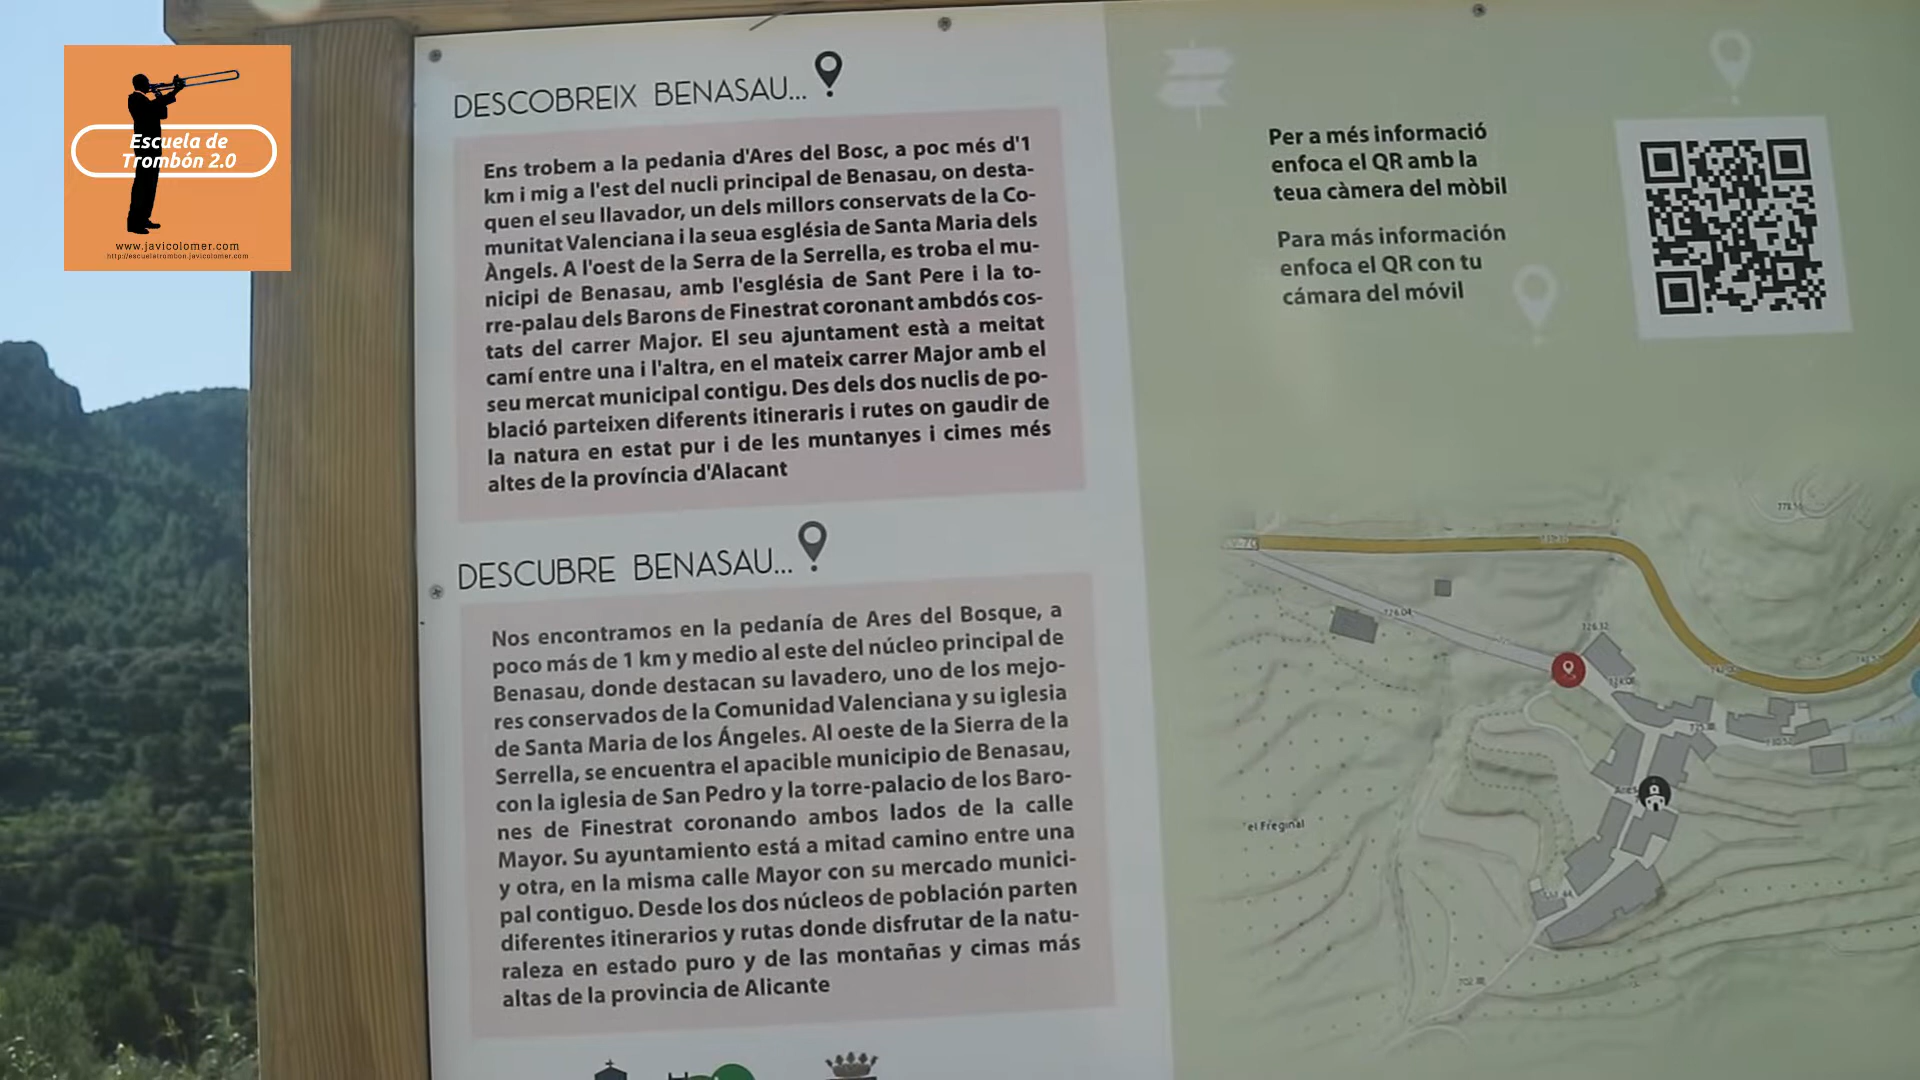 Escuela de
Trombón 2.0
www.javicolomer.com
http://escuelatrombon.javicolomer.com
DESCOBREIX BENASAU...
Ens trobem a la pedania d'Ares del Bosc, a poc més d'1
km i mig a l'est del nucli principal de Benasau, on desta-
quen el seu llavador, un dels millors conservats de la Co-
munitat Valenciana i la seua església de Santa Maria dels
Àngels. A l'oest de la Serra de la Serrella, es troba el mu-
nicipi de Benasau, amb l'església de Sant Pere i la to-
rre-palau dels Barons de Finestrat coronant ambdós cos-
tats del carrer Major. El seu ajuntament està a meitat
camí entre una i l'altra, en el mateix carrer Major amb el
seu mercat municipal contigu. Des dels dos nuclis de po-
blació parteixen diferents itineraris i rutes on gaudir de
la natura en estat pur i de les muntanyes i cimes més
altes de la província d'Alacant
DESCUBRE BENASAU...
Nos encontramos en la pedanía de Ares del Bosque, a
poco más de 1 km y medio al este del núcleo principal de
Benasau, donde destacan su lavadero, uno de los mejo-
res conservados de la Comunidad Valenciana y su iglesia
de Santa Maria de los Ángeles. Al oeste de la Sierra de la
Serrella, se encuentra el apacible municipio de Benasau,
con la iglesia de San Pedro y la torre-palacio de los Baro-
nes de Finestrat coronando ambos lados de la calle
Mayor. Su ayuntamiento está a mitad camino entre una
y otra, en la misma calle Mayor con su mercado munici-
pal contiguo. Desde los dos núcleos de población parten
diferentes itinerarios y rutas donde disfrutar de la natu-
raleza en estado puro y de las montañas y cimas más
altas de la provincia de Alicante
Per a més informació
enfoca el QR amb la
teua càmera del mòbil
Para más información
enfoca el QR con tu
cámara del móvil
726.04
726.32
Ares
el Freginal